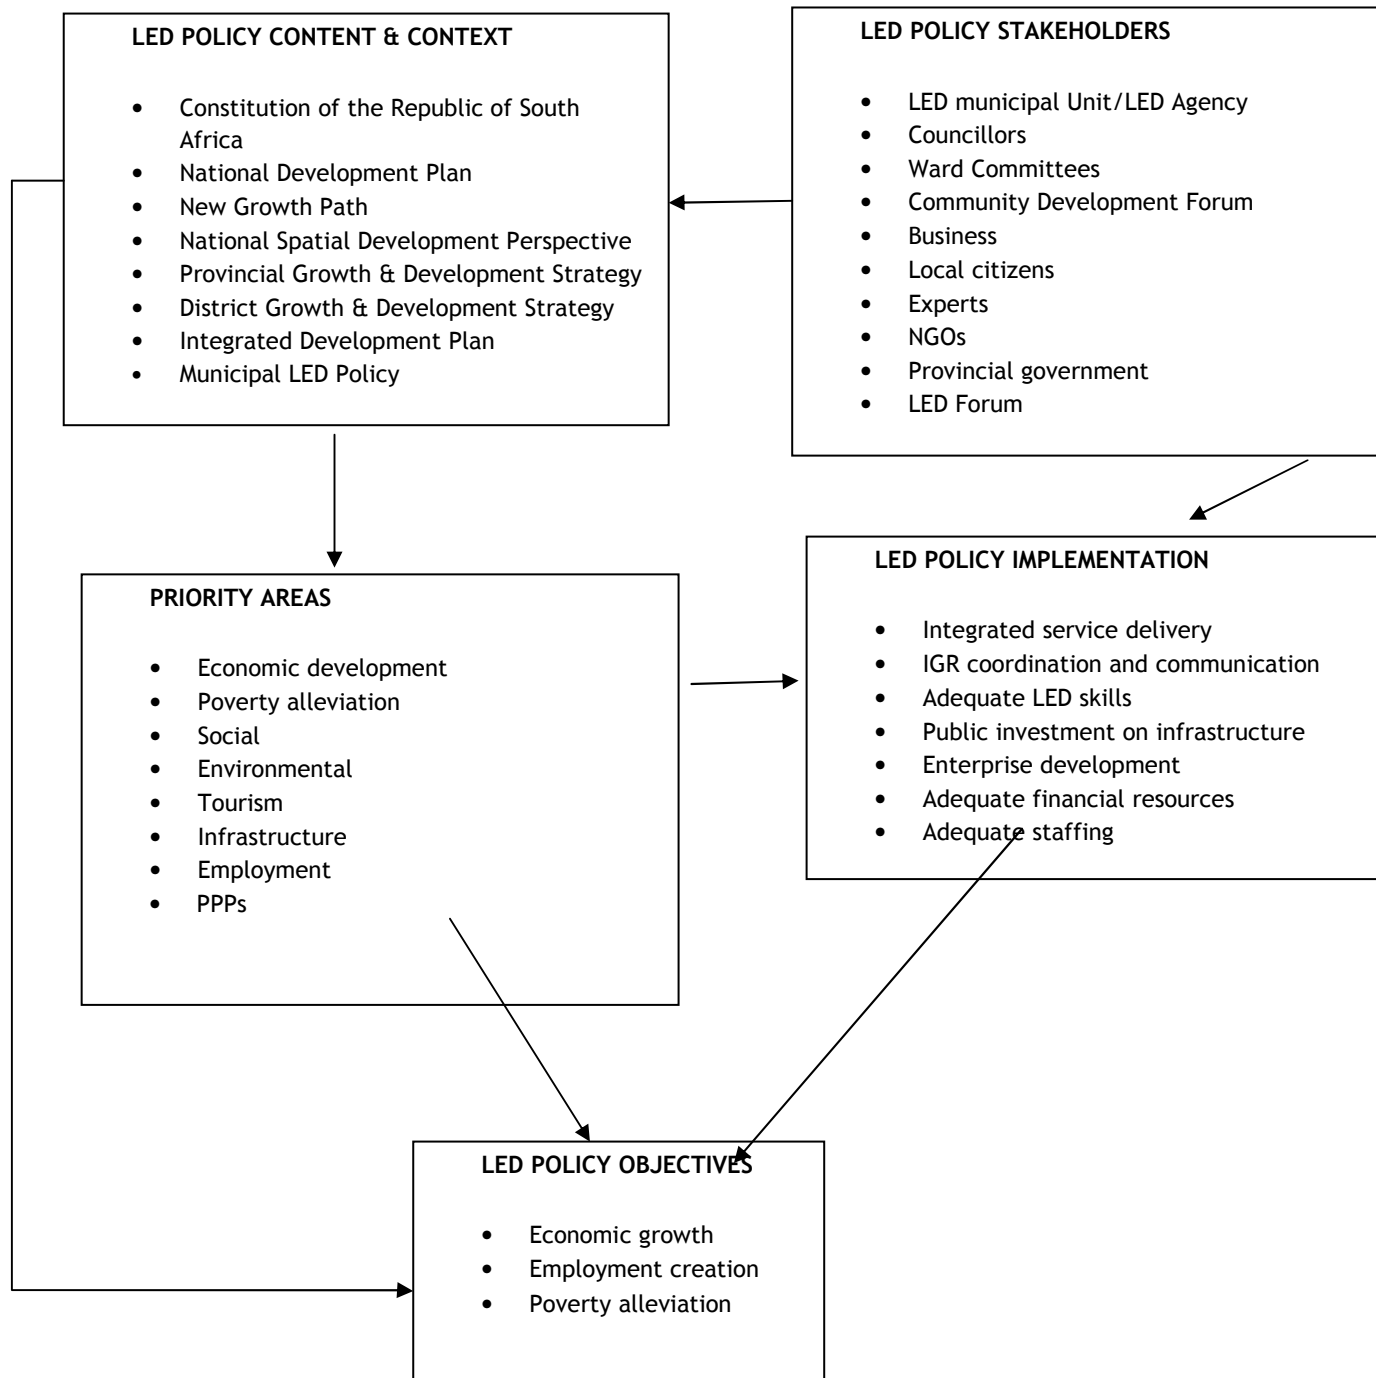 LED POLICY CONTENT & CONTEXT
• Constitution of the Republic of South
Africa
• National Development Plan
• New Growth Path
• National Spatial Development Perspective
• Provincial Growth & Development Strategy
• District Growth & Development Strategy
• Integrated Development Plan
• Municipal LED Policy
LED POLICY STAKEHOLDERS
• LED municipal Unit/LED Agency
• Councillors
• Ward Committees
• Community Development Forum
• Business
• Local citizens
• Experts
• NGOs
• Provincial government
• LED Forum
PRIORITY AREAS
• Economic development
• Poverty alleviation
• Social
• Environmental
• Tourism
• Infrastructure
• Employment
• PPPs
LED POLICY IMPLEMENTATION
• Integrated service delivery
• IGR coordination and communication
• Adequate LED skills
• Public investment on infrastructure
• Enterprise development
• Adequate financial resources
• Adequate staffing
LED POLICY OBJECTIVES
• Economic growth
• Employment creation
• Poverty alleviation